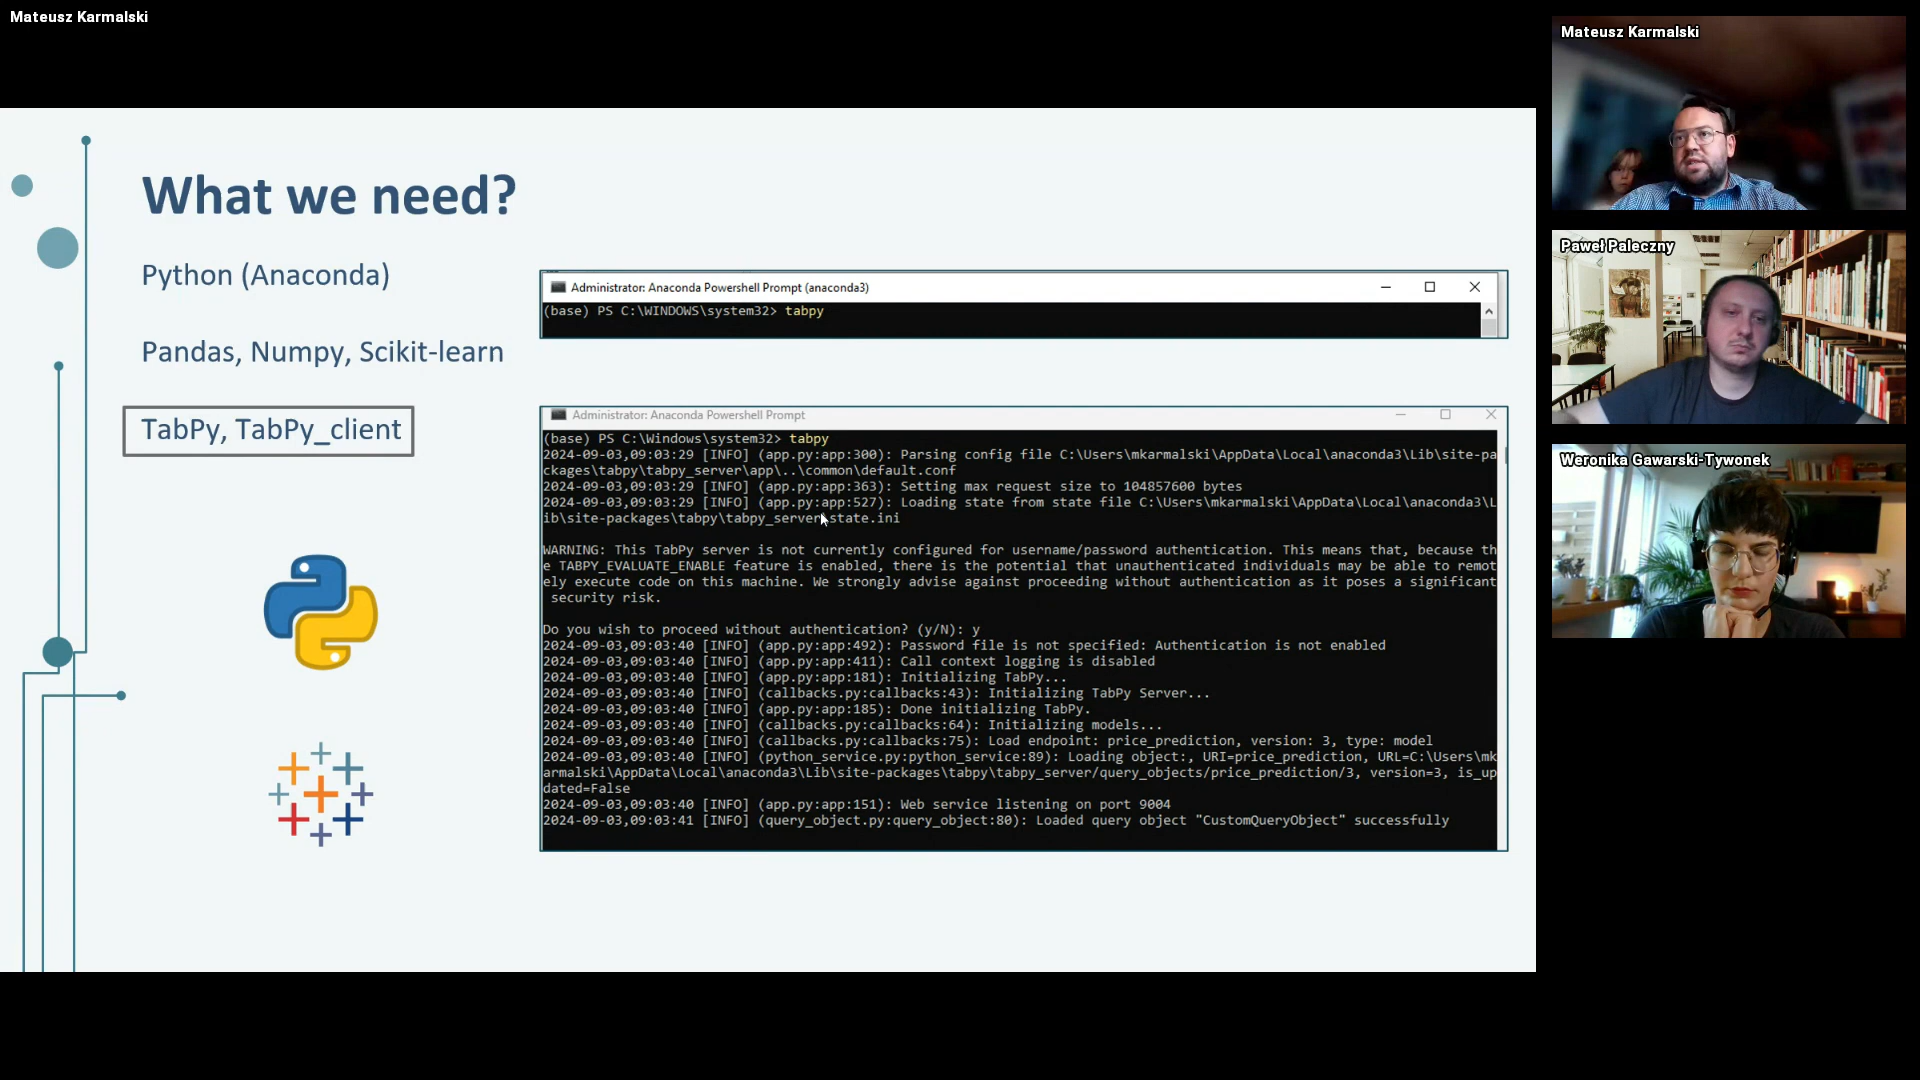 Mateusz Karmalski
What we need?
Python (Anaconda)
Pandas, Numpy, Scikit-learn
TabPy, TabPy_client
Administrator: Anaconda Powershell Prompt (anaconda3)
(base) PS C:\WINDOWS\system32> tabpy
Administrator: Anaconda Powershell Prompt
(base) PS C:\Windows\system32> tabpy
2024-09-03,09:03:29 [INFO] (app.py:app:300): Parsing config file C:\Users\mkarmalski\AppData\Local\anaconda3\Lib\site-pa
ckages\tabpy\tabpy_server\app\..\common\default.conf
2024-09-03,09:03:29 [INFO] (app.py:app:363): Setting max request size to 104857600 bytes
2024-09-03,09:03:29 [INFO] (app.py:app:527): Loading state from state file C:\Users\mkarmalski\AppData\Local\anaconda3\L
ib\site-packages\tabpy\tabpy_server\state.ini
WARNING: This TabPy server is not currently configured for username/password authentication. This means that, because th
e TABPY_EVALUATE_ENABLE feature is enabled, there is the potential that unauthenticated individuals may be able to remot
ely execute code on this machine. We strongly advise against proceeding without authentication as it poses a significant
security risk.
Do you wish to proceed without authentication? (y/N): y
2024-09-03,09:03:40 [INFO] (app.py:app:492): Password file is not specified: Authentication is not enabled
2024-09-03,09:03:40 [INFO] (app.py:app:411): Call context logging is disabled
2024-09-03,09:03:40 [INFO] (app.py:app:181): Initializing TabPy...
2024-09-03,09:03:40 [INFO] (callbacks.py:callbacks:43): Initializing TabPy Server...
2024-09-03,09:03:40 [INFO] (app.py:app:185): Done initializing TabPy.
2024-09-03,09:03:40 [INFO] (callbacks.py:callbacks:64): Initializing models...
2024-09-03,09:03:40 [INFO] (callbacks.py:callbacks:75): Load endpoint: price_prediction, version: 3, type: model
2024-09-03,09:03:40 [INFO] (python_service.py:python_service:89): Loading object:, URI=price_prediction, URL=C:\Users\mk
armalski\AppData\Local\anaconda3\Lib\site-packages\tabpy\tabpy_server/query_objects/price_prediction/3, version=3, is_up
dated=False
2024-09-03,09:03:40 [INFO] (app.py:app:151): Web service listening on port 9004
2024-09-03,09:03:41 [INFO] (query_object.py:query_object:80): Loaded query object "CustomQueryObject" successfully
Mateusz Karmalski
Paweł Paleczny
Weronika Gawarski-Tywonek